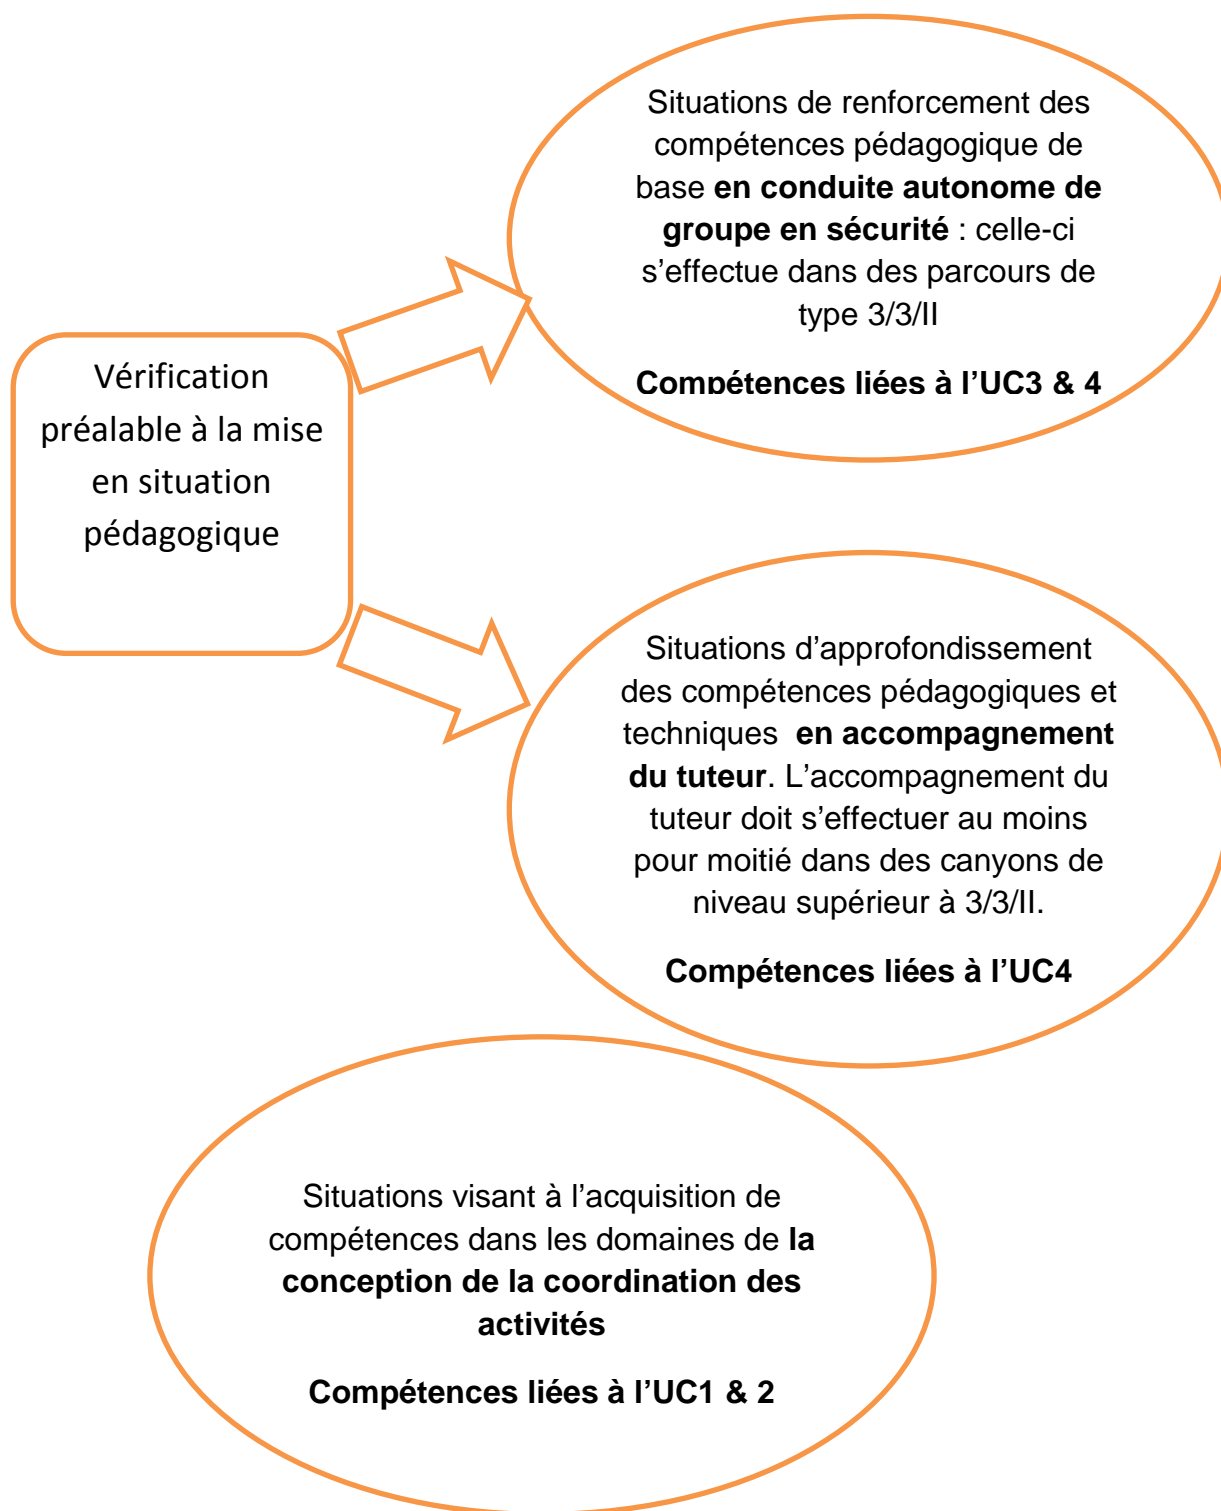 Situations de renforcement des
compétences pédagogique de
base en conduite autonome de
groupe en sécurité : celle-ci
s’effectue dans des parcours de
type 3/3/II
Compétences liées à l’UC3 & 4
Vérification
préalable à la mise
en situation
pédagogique
Situations d’approfondissement
des compétences pédagogiques et
techniques  en accompagnement
du tuteur. L’accompagnement du
tuteur doit s’effectuer au moins
pour moitié dans des canyons de
niveau supérieur à 3/3/II.
Compétences liées à l’UC4
Situations visant à l’acquisition de
compétences dans les domaines de la
conception de la coordination des
activités
Compétences liées à l’UC1 & 2